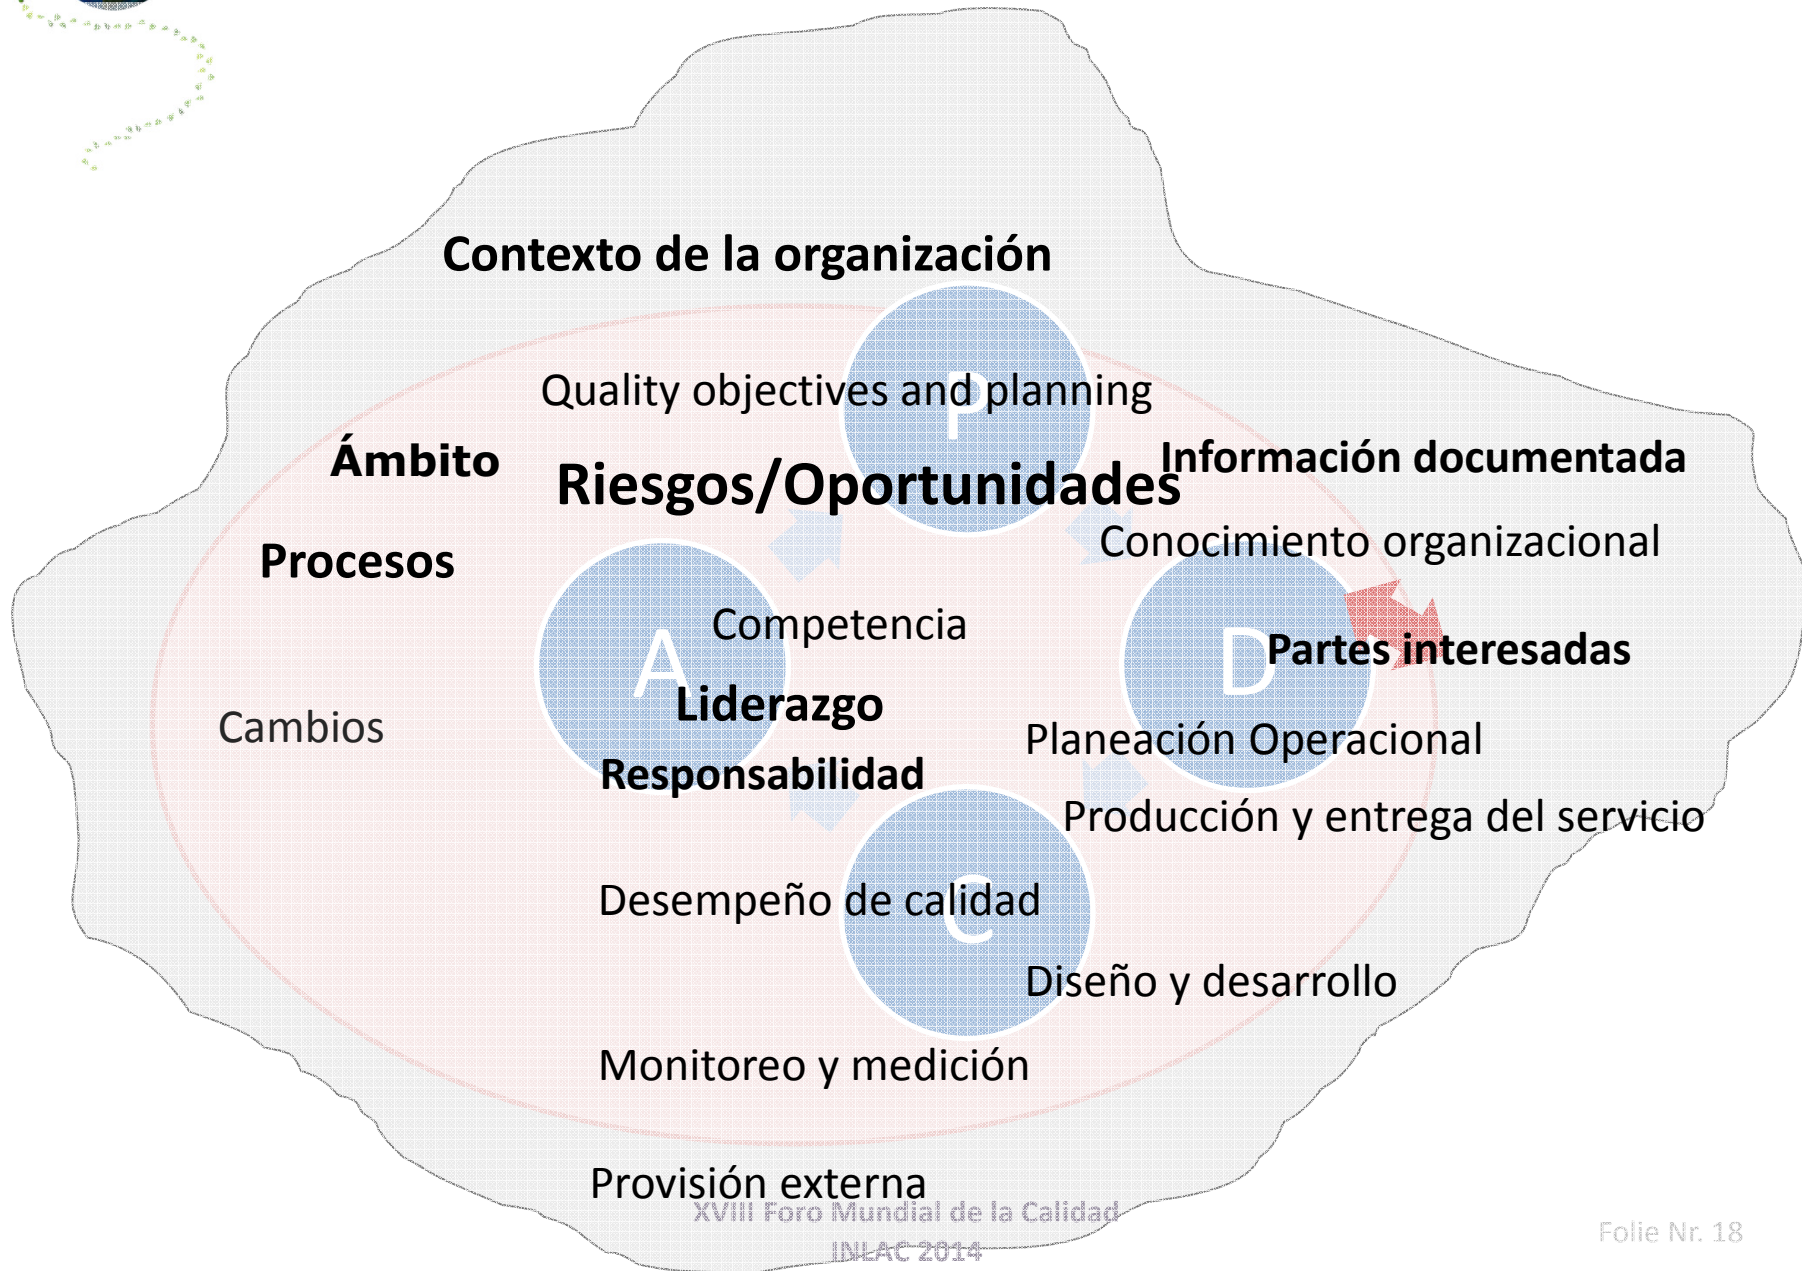 Contexto de la organización
P
Quality objectives and planning
Ámbito
Riesgos/Oportunidades
Información documentada
Conocimiento organizacional
Procesos
Competencia
A
D
Partes interesadas
Liderazgo
Cambios
Planeación Operacional
Responsabilidad
Producción y entrega del servicio
Desempeño de calidad
C
Diseño y desarrollo
Monitoreo y medición
Provisión externa
XVIII Foro Mundial de la Calidad
INLAC 2014
Folie Nr. 18